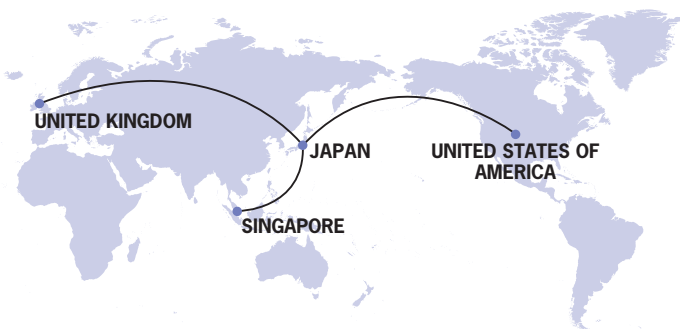 UNITED KINGDOM
JAPAN
UNITED STATES OF
AMERICA
SINGAPORE